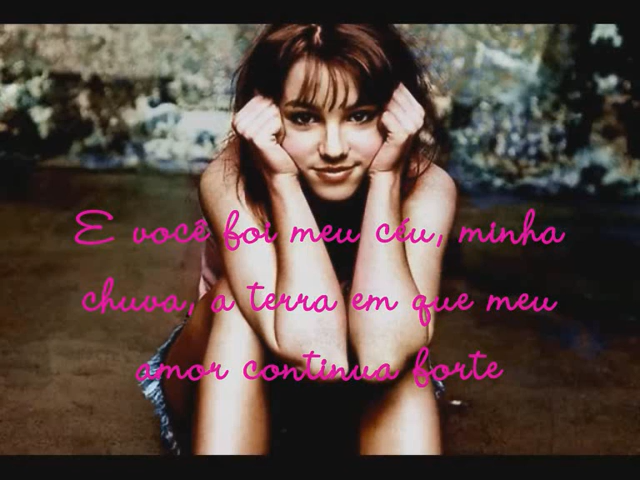 E você foi meu céu, minha
chuva, a terra em que meu
amor continua forte